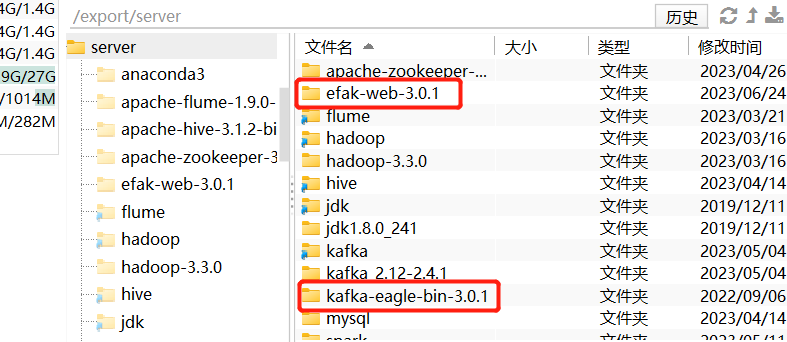 4G/1.4G
4G/1.4G
4G/1.4G
9G/27G
/1014M
M/282M
/export/server
历史
server
anaconda3
apache-flume-1.9.0-
apache-hive-3.1.2-bi
apache-zookeeper-3
efak-web-3.0.1
flume
hadoop
hadoop-3.3.0
hive
jdk
文件名 大小 类型 修改时间
apache-zookeeper-... 文件夹 2023/04/26
efak-web-3.0.1 文件夹 2023/06/24
flume 文件夹 2023/03/21
hadoop 文件夹 2023/03/16
hadoop-3.3.0 文件夹 2023/03/16
hive 文件夹 2023/04/14
jdk 文件夹 2019/12/11
jdk1.8.0_241 文件夹 2019/12/11
kafka 文件夹 2023/05/04
kafka_2.12-2.4.1 文件夹 2023/05/04
kafka-eagle-bin-3.0.1 文件夹 2022/09/06
mysql 文件夹 2023/04/14
spark 文件夹 2023/05/11